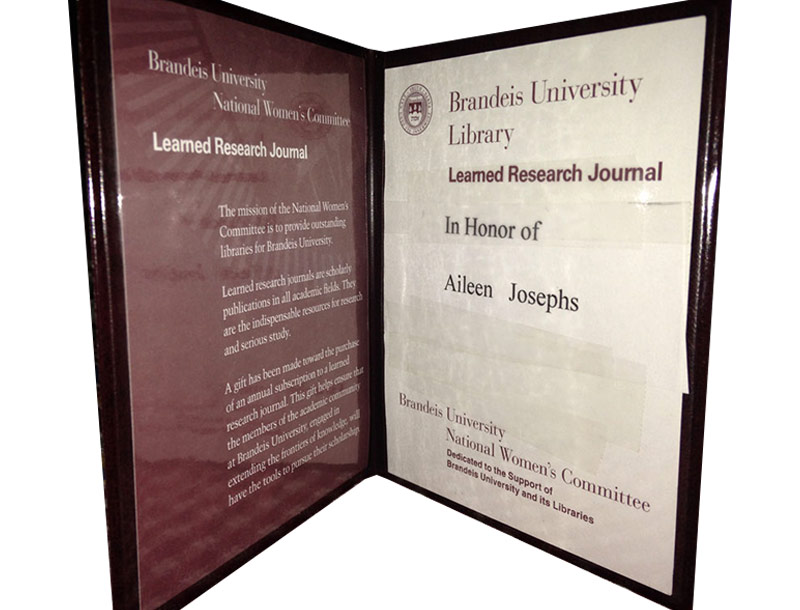 Brandeis University
National Women's Committee
Learned Research Journal
The mission of the National Women's
Committee is to provide outstanding
libraries for Brandeis University.
Learned research journals are scholarly
publications in all academic fields. They
are the indispensable resources for research
and serious study.
A gift has been made toward the purchase
of an annual subscription to a learned
research journal. This gift helps ensure that
the members of the academic community
at Brandeis University, engaged in
extending the frontiers of knowledge, will
have the tools to pursue their scholarship.
Brandeis University
Library
Learned Research Journal
In Honor of
Aileen Josephs
Brandeis University
National Women's Committee
Dedicated to the Support of
Brandeis University and its Libraries